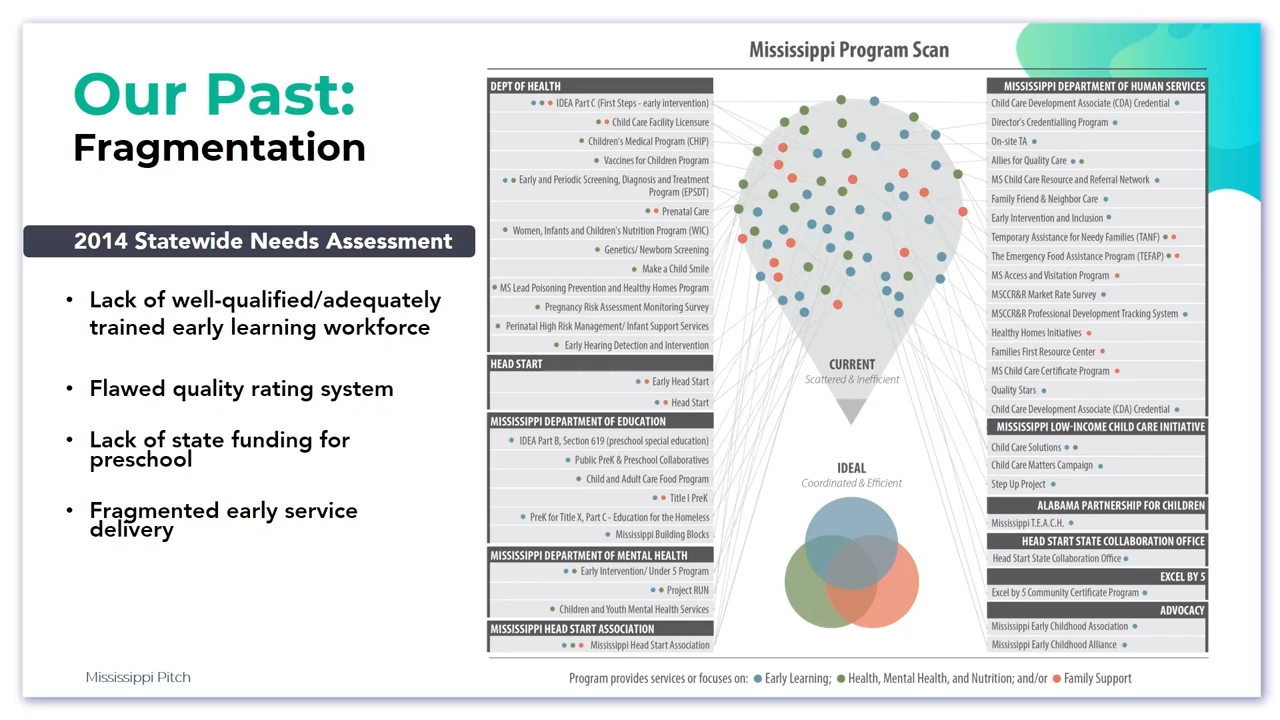 Our Past:
Fragmentation
2014 Statewide Needs Assessment
• Lack of well-qualified/adequately
trained early learning workforce
• Flawed quality rating system
• Lack of state funding for
preschool
• Fragmented early service
delivery
Mississippi Pitch
Mississippi Program Scan
DEPT OF HEALTH
IDEA Part C (First Steps - early intervention)
Child Care Facility Licensure
Children's Medical Program (CHIP)
Vaccines for Children Program
Early and Periodic Screening, Diagnosis and Treatment
Program (EPSDT)
Prenatal Care
Women, Infants and Children's Nutrition Program (WIC)
Genetics/ Newborn Screening
Make a Child Smile
MS Lead Poisoning Prevention and Healthy Homes Program
Pregnancy Risk Assessment Monitoring Survey
Perinatal High Risk Management/ Infant Support Services
Early Hearing Detection and Intervention
HEAD START
Early Head Start
Head Start
MISSISSIPPI DEPARTMENT OF EDUCATION
IDEA Part B, Section 619 (preschool special education)
Public PreK & Preschool Collaboratives
Child and Adult Care Food Program
Title I PreK
PreK for Title X, Part C - Education for the Homeless
Mississippi Building Blocks
MISSISSIPPI DEPARTMENT OF MENTAL HEALTH
Early Intervention/ Under 5 Program
Project RUN
Children and Youth Mental Health Services
MISSISSIPPI HEAD START ASSOCIATION
Mississippi Head Start Association
CURRENT
Scattered & Inefficient
IDEAL
Coordinated & Efficient
MISSISSIPPI DEPARTMENT OF HUMAN SERVICES
Child Care Development Associate (CDA) Credential
Director's Credentialling Program
On-site TA
Allies for Quality Care
MS Child Care Resource and Referral Network
Family Friend & Neighbor Care
Early Intervention and Inclusion
Temporary Assistance for Needy Families (TANF)
The Emergency Food Assistance Program (TEFAP)
MS Access and Visitation Program
MSCCR&R Market Rate Survey
MSCCR&R Professional Development Tracking System
Healthy Homes Initiatives
Families First Resource Center
MS Child Care Certificate Program
Quality Stars
Child Care Development Associate (CDA) Credential
MISSISSIPPI LOW-INCOME CHILD CARE INITIATIVE
Child Care Solutions
Child Care Matters Campaign
Step Up Project
ALABAMA PARTNERSHIP FOR CHILDREN
Mississippi T.E.A.C.H.
HEAD START STATE COLLABORATION OFFICE
Head Start State Collaboration Office
EXCEL BY 5
Excel by 5 Community Certificate Program
ADVOCACY
Mississippi Early Childhood Association
Mississippi Early Childhood Alliance
Program provides services or focuses on: Early Learning; Health, Mental Health, and Nutrition; and/or Family Support